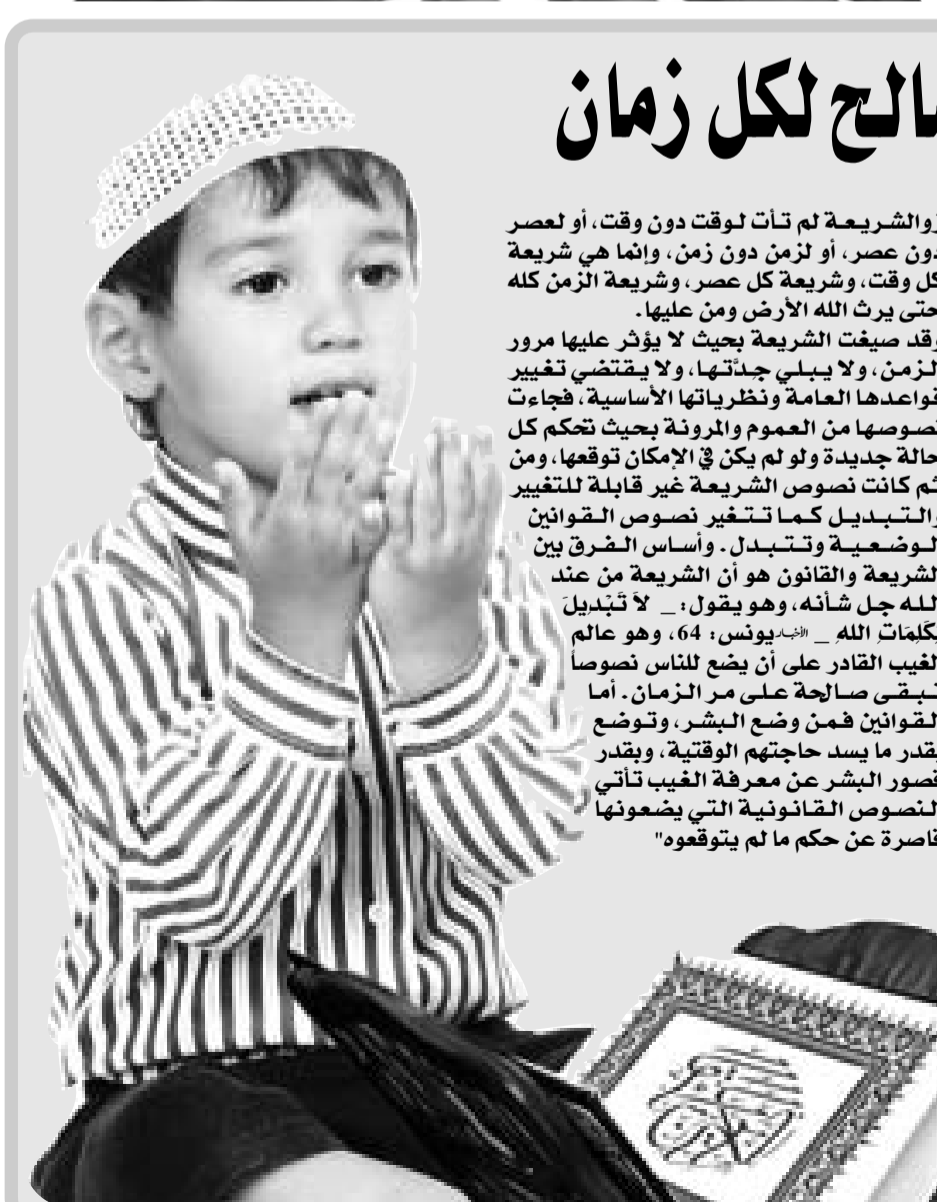 صالح لكل زمان
والشريعة لم تأت لوقت دون وقت، أو لعصر
دون عصر، أو لزمن دون زمن، وإنما هي شريعة
كل وقت، وشريعة كل عصر، وشريعة الزمن كله
حتى يرث الله الأرض ومن عليها.
وقد صيغت الشريعة بحيث لا يؤثر عليها مرور
الزمن، ولا يبلي جدَّتها، ولا يقتضي تغيير
قواعدها العامة ونظرياتها الأساسية، فجاءت
نصوصها من العموم والمرونة بحيث تحكم كل
حالة جديدة ولو لم يكن في الإمكان توقعها، ومن
ثم كانت نصوص الشريعة غير قابلة للتغيير
والتبديل كما تتغير نصوص القوانين
الوضعية وتتبدل. وأساس الفرق بين
الشريعة والقانون هو أن الشريعة من عند
الله جل شأنه، وهو يقول: _ لاَ تَبْدِيلَ
لِكَلِمَاتِ اللهِ _ يونس: 64، وهو عالم
الغيب القادر على أن يضع للناس نصوصاً
تبقى صالحة على مر الزمان. أما
القوانين فمن وضع البشر، وتوضع
بقدر ما يسد حاجتهم الوقتية، وبقدر
قصور البشر عن معرفة الغيب تأتي
النصوص القانونية التي يضعونها
قاصرة عن حكم ما لم يتوقعوه"